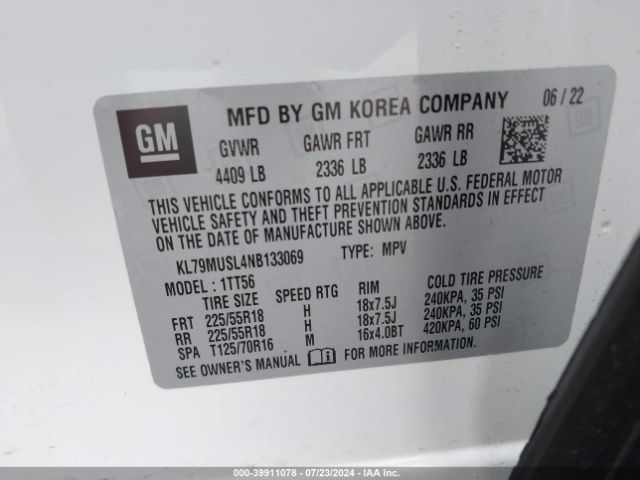 GM
MFD BY GM KOREA COMPANY 06/22
GVWR GAWR FRT GAWR RR
4409 LB 2336 LB 2336 LB
THIS VEHICLE CONFORMS TO ALL APPLICABLE U.S. FEDERAL MOTOR
VEHICLE SAFETY AND THEFT PREVENTION STANDARDS IN EFFECT
ON THE DATE OF MANUFACTURE SHOWN ABOVE.
KL79MUSL4NB133069 TYPE: MPV
MODEL: 1TT56
TIRE SIZE SPEED RTG RIM COLD TIRE PRESSURE
FRT 225/55R18 H 18x7.5J 240KPA, 35 PSI
RR 225/55R18 H 18x7.5J 240KPA, 35 PSI
SPA T125/70R16 M 16x4.0BT 420KPA, 60 PSI
SEE OWNER'S MANUAL FOR MORE INFORMATION
000-39911078 - 07/23/2024 - IAA Inc.